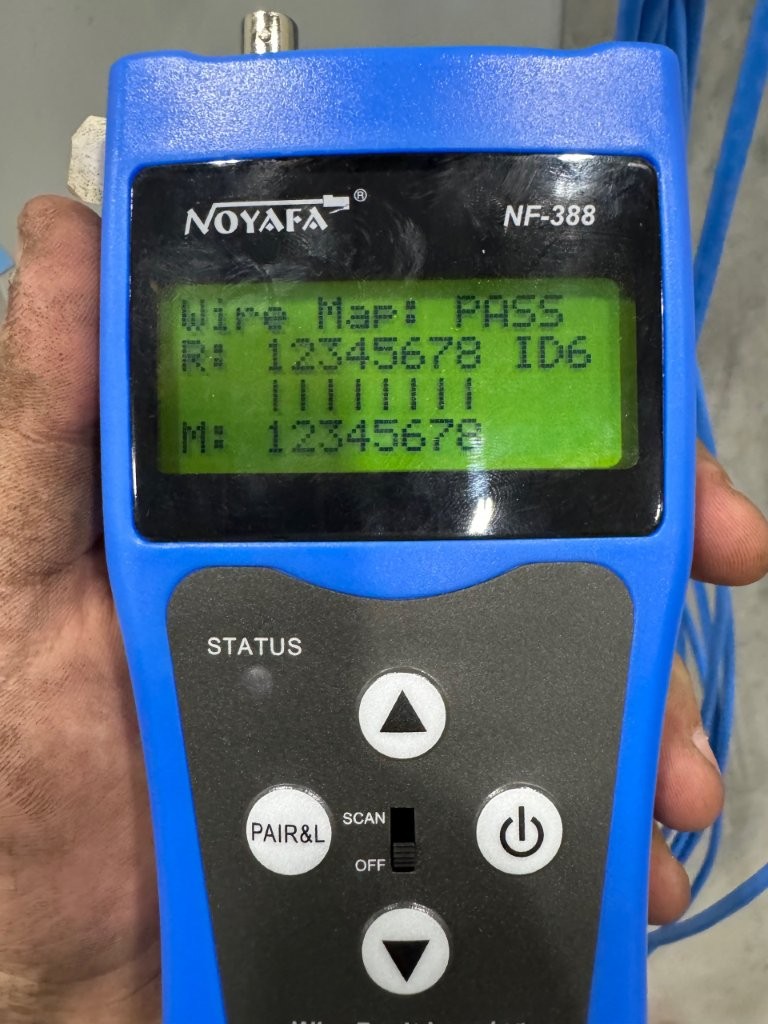 NOYAFA®
NF-388
Wire Map: PASS
R: 12345678 ID6
||||||||
M: 12345678
STATUS
PAIR&L
SCAN
OFF